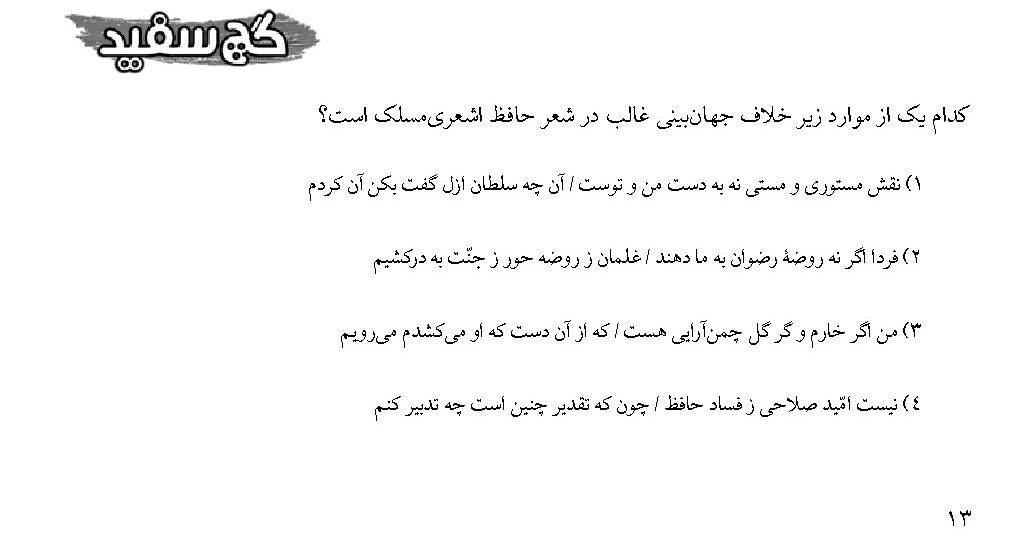 گچ سفید
کدام یک از موارد زیر خلاف جهان‌بینی غالب در شعر حافظ اشعری‌مسلک است؟
۱) نقش مستوری و مستی نه به دست من و توست / آن چه سلطان ازل گفت بکن آن کردم
۲) فردا اگر نه روضهٔ رضوان به ما دهند / غلمان ز روضه حور ز جنّت به درکشیم
۳) من اگر خارم و گر گل چمن‌آرایی هست / که از آن دست که او می‌کشدم می‌رویم
۴) نیست امّید صلاحی ز فساد حافظ / چون که تقدیر چنین است چه تدبیر کنم
۱۳